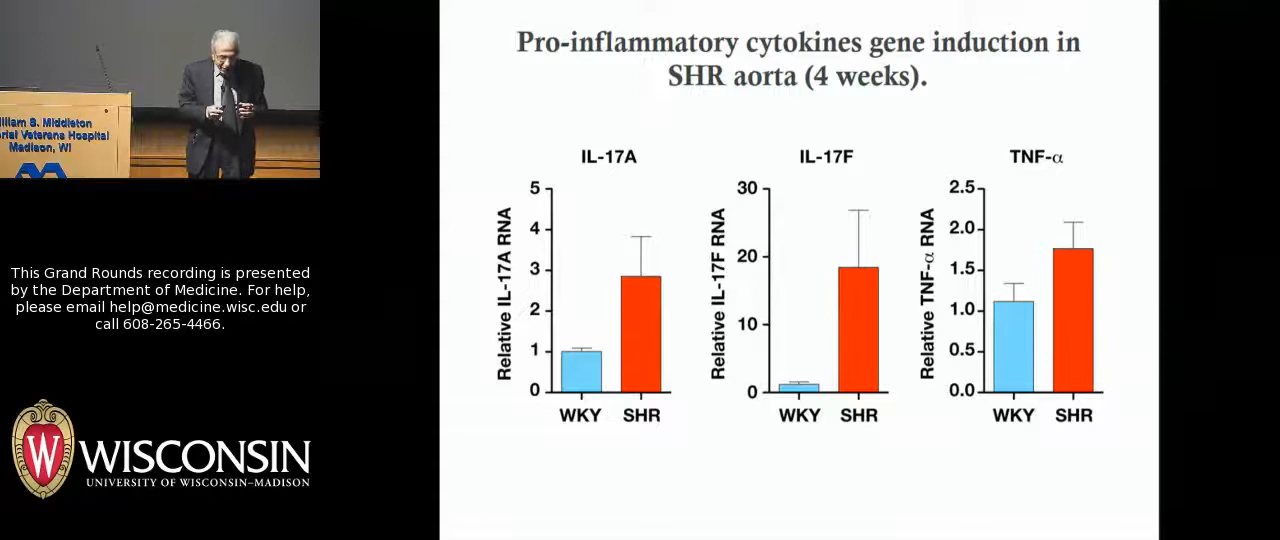 Pro-inflammatory cytokines gene induction in
SHR aorta (4 weeks).
lliam S. Middleton
rial Veterans Hospital
Madison, WI
This Grand Rounds recording is presented
by the Department of Medicine. For help,
please email help@medicine.wisc.edu or
call 608-265-4466.
W
WISCONSIN
UNIVERSITY OF WISCONSIN–MADISON
IL-17A
Relative IL-17A RNA
5
4
3
2
1
0
WKY SHR
IL-17F
Relative IL-17F RNA
30
20
10
0
WKY SHR
TNF-α
Relative TNF-α RNA
2.5
2.0
1.5
1.0
0.5
0.0
WKY SHR